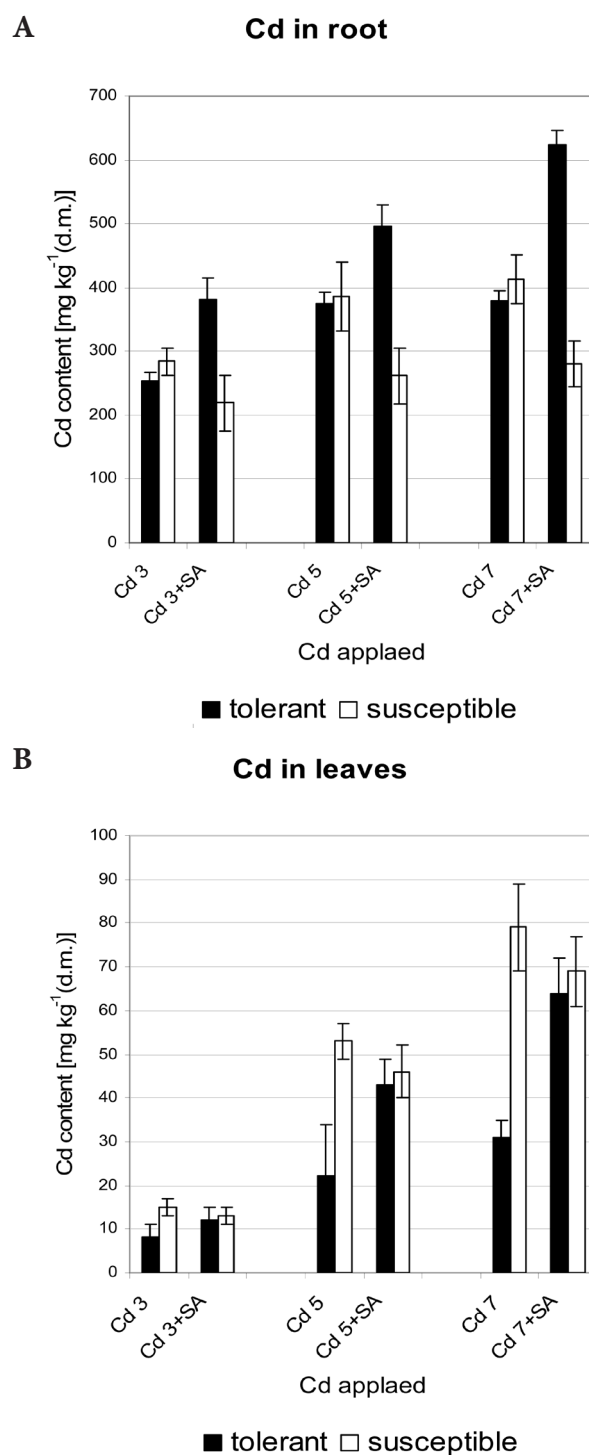 A
Cd in root
Cd content [mg kg⁻¹(d.m.)]
700
600
500
400
300
200
100
0
Cd 3
Cd 3+SA
Cd 5
Cd 5+SA
Cd 7
Cd 7+SA
Cd applaed
tolerant susceptible
B
Cd in leaves
Cd content [mg kg⁻¹(d.m.)]
100
90
80
70
60
50
40
30
20
10
0
Cd 3
Cd 3+SA
Cd 5
Cd 5+SA
Cd 7
Cd 7+SA
Cd applaed
tolerant susceptible